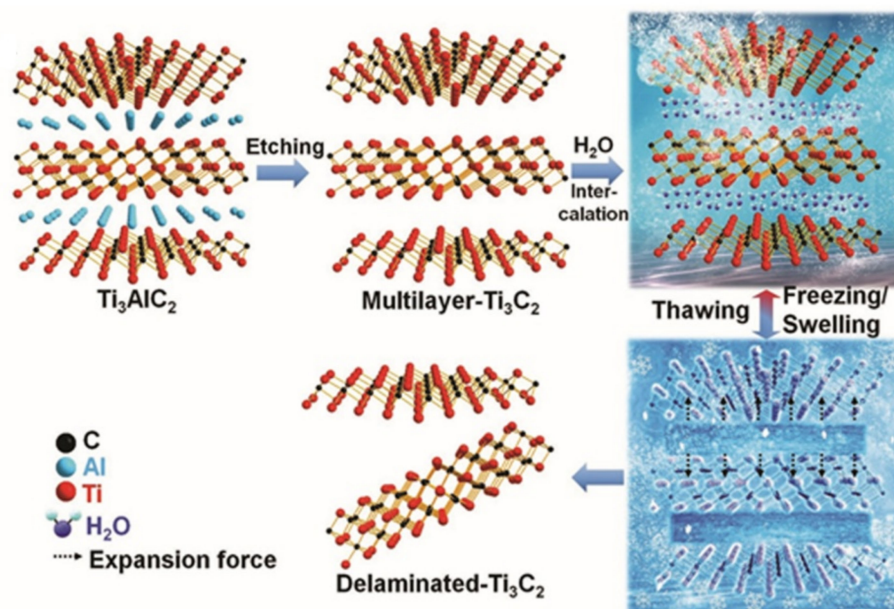 Etching
H₂O
Inter-
calation
Ti₃AlC₂
Multilayer-Ti₃C₂
Thawing
Freezing/
Swelling
C
Al
Ti
H₂O
Expansion force
Delaminated-Ti₃C₂